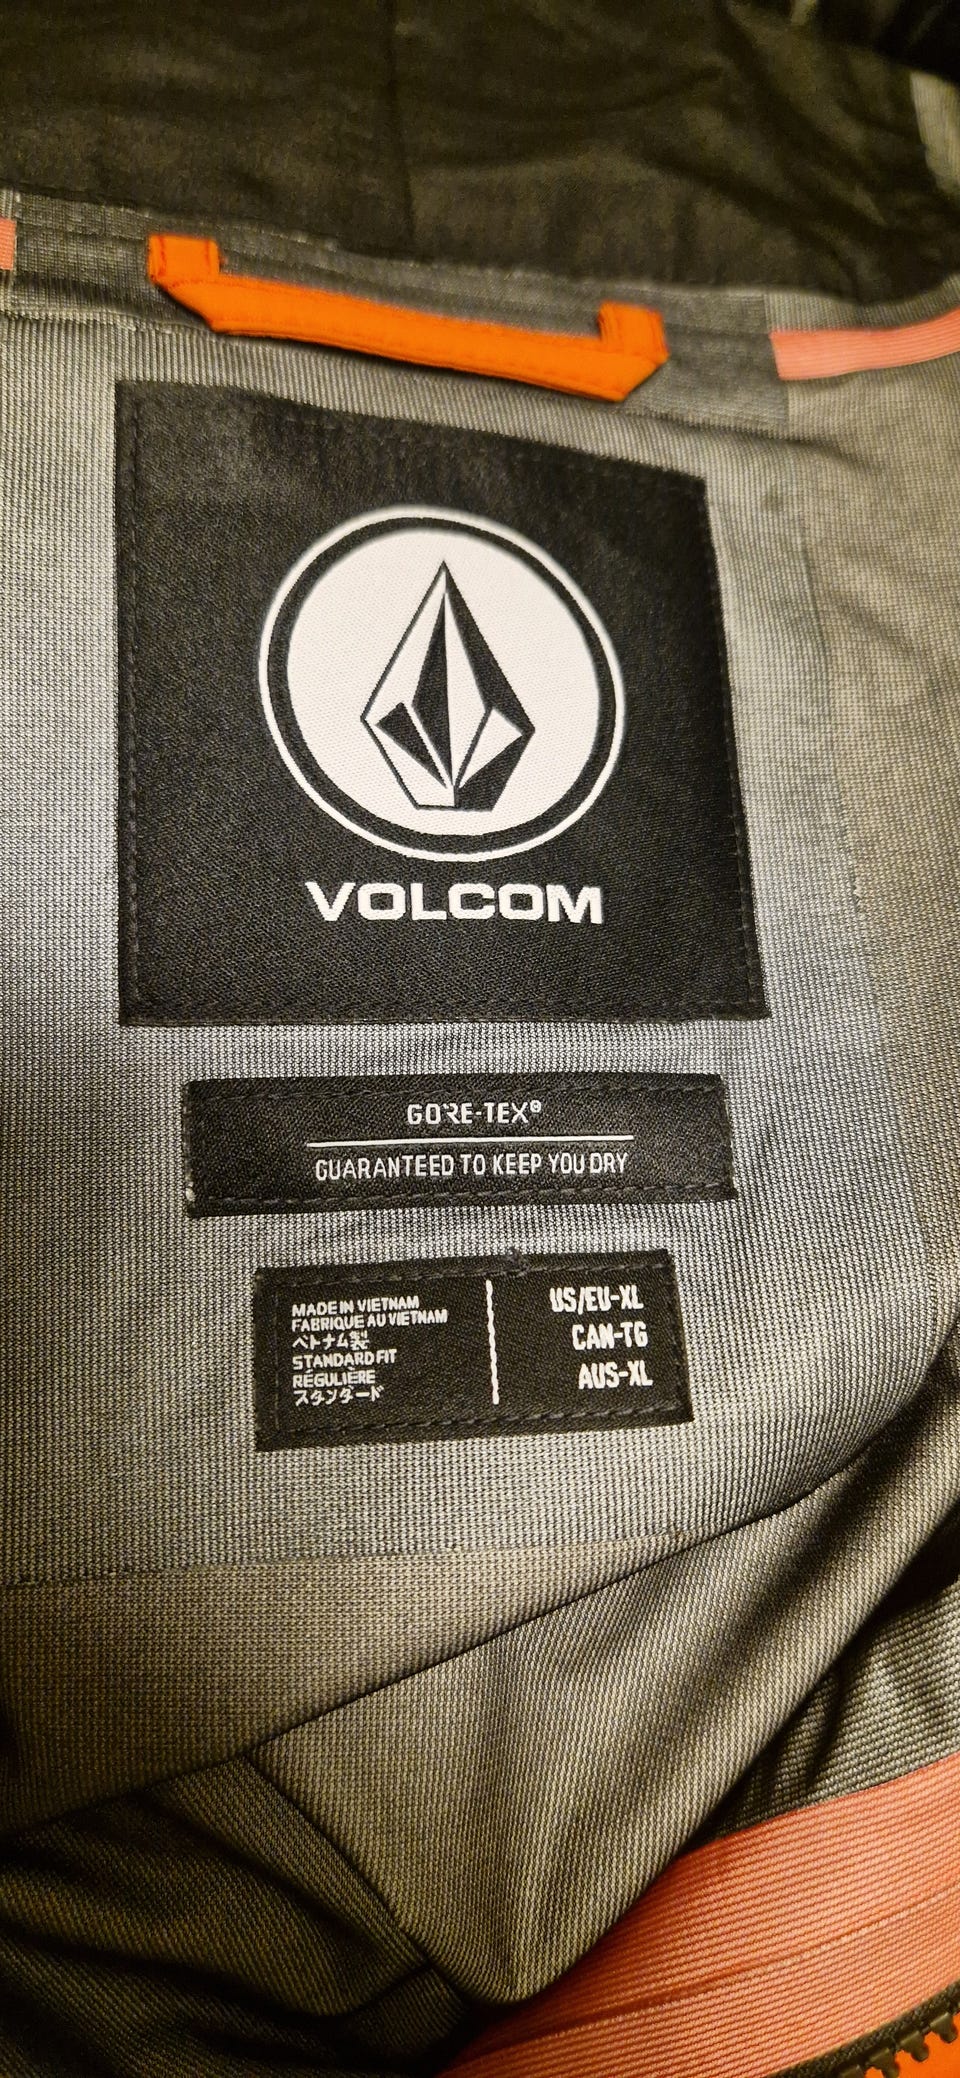 VOLCOM
GORE-TEX®
GUARANTEED TO KEEP YOU DRY
MADE IN VIETNAM
FABRIQUE AU VIETNAM
ベトナム製
STANDARD FIT
RÉGULIÈRE
スタンダード
US/EU-XL
CAN-TG
AUS-XL